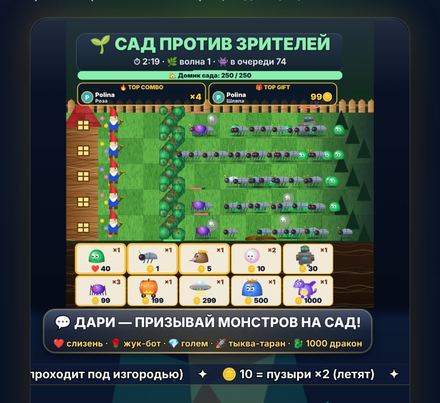 🌱 САД ПРОТИВ ЗРИТЕЛЕЙ
⏱ 2:19 · 🌿 волна 1 · 👾 в очереди 74
🏡 Домик сада: 250 / 250
🔥 TOP COMBO
P Polina ×4
Роза
🎁 TOP GIFT
P Polina 99🪙
Шляпа
×1 ×1 ×1 ×2 ×1
❤️ 40 🪙 1 🪙 5 🪙 10 🪙 30
×1 ×1 ×1 ×1 ×1
🪙 99 🪙 199 🪙 299 🪙 500 🪙 1000
💬 ДАРИ — ПРИЗЫВАЙ МОНСТРОВ НА САД!
❤️ слизень · 🌹 жук-бот · 💎 голем · 🚀 тыква-таран · 🐉 1000 дракон
проходит под изгородью) ✦ 🪙 10 = пузыри ×2 (летят) ✦